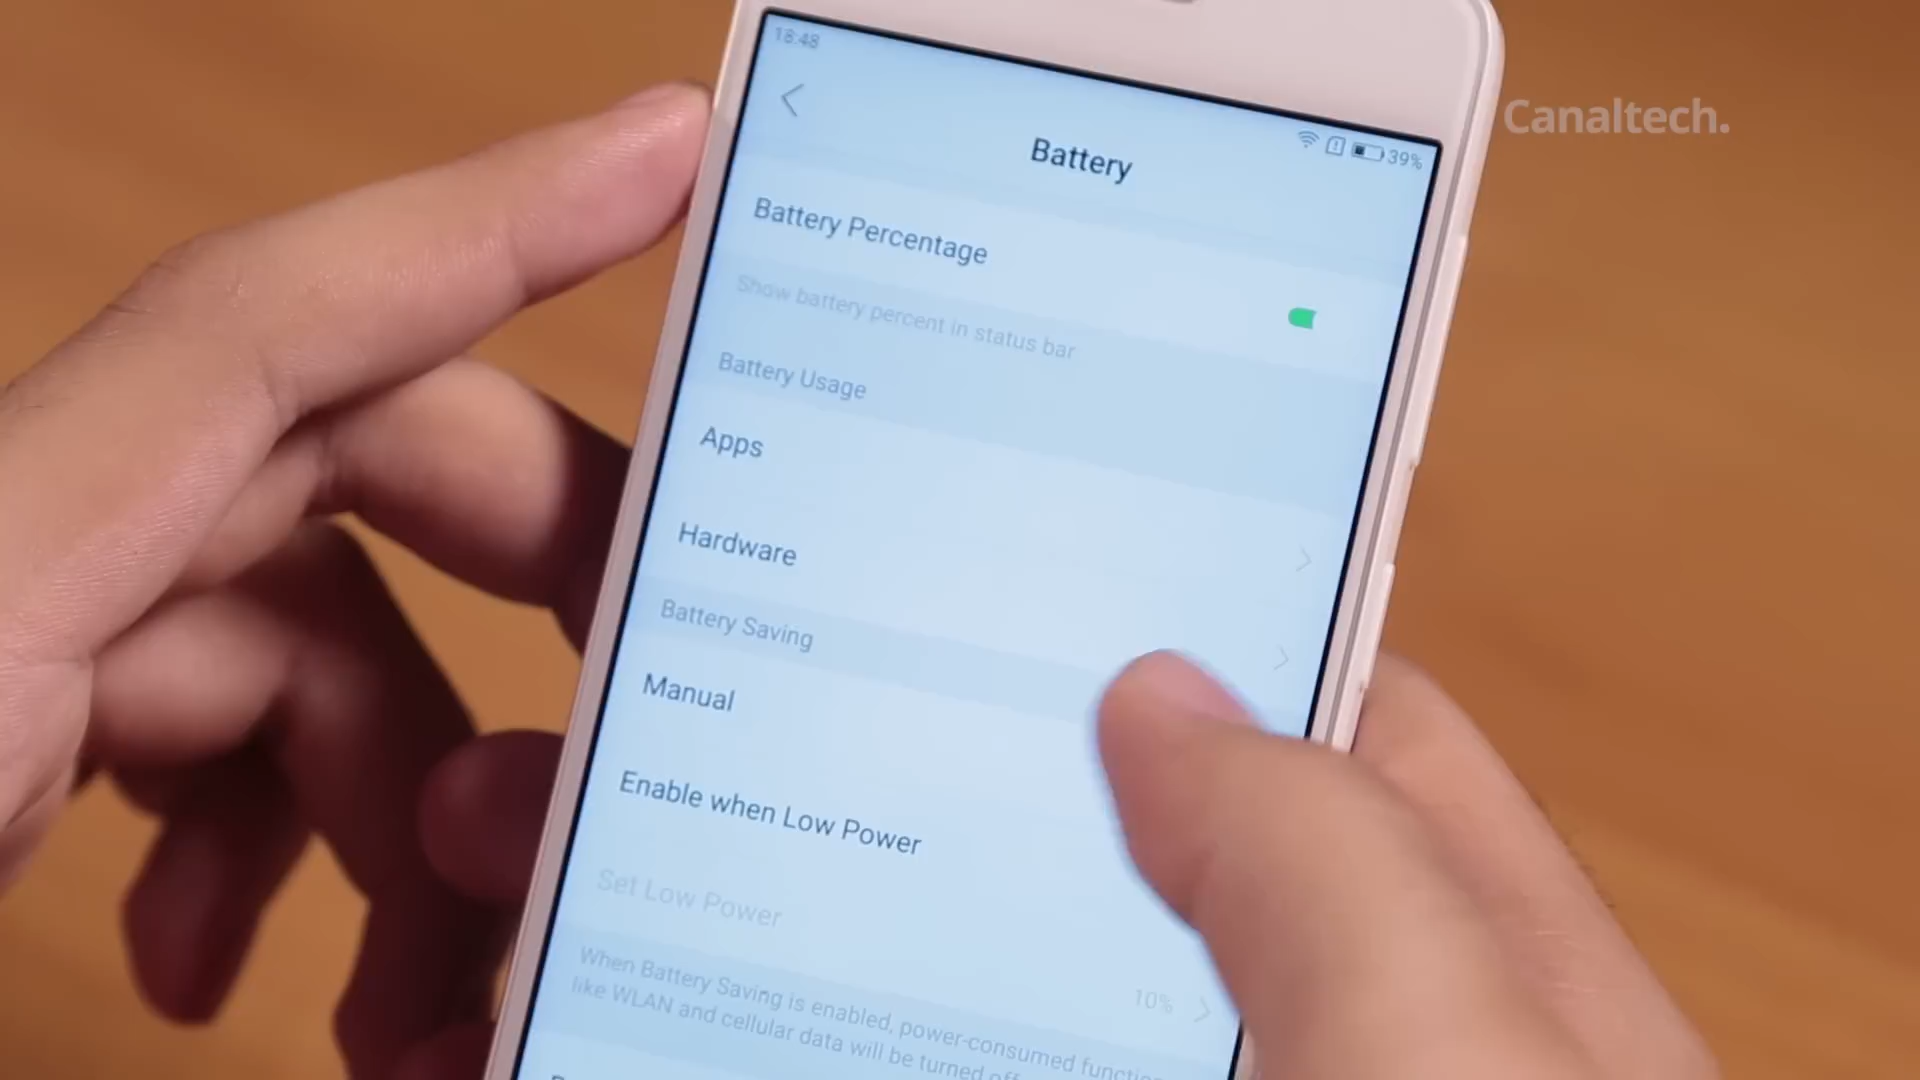 18:48
39%
Canaltech.
Battery
Battery Percentage
Show battery percent in status bar
Battery Usage
Apps
Hardware
Battery Saving
Manual
Enable when Low Power
Set Low Power
10%
When Battery Saving is enabled, power-consumed
like WLAN and cellular data will be turned